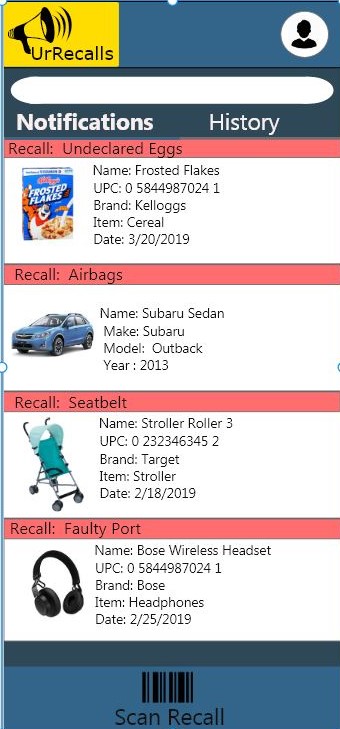 UrRecalls
Notifications History
Recall: Undeclared Eggs
Name: Frosted Flakes
UPC: 0 5844987024 1
Brand: Kelloggs
Item: Cereal
Date: 3/20/2019
Kellogg's
FROSTED
FLAKES
Recall: Airbags
Name: Subaru Sedan
Make: Subaru
Model: Outback
Year : 2013
Recall: Seatbelt
Name: Stroller Roller 3
UPC: 0 232346345 2
Brand: Target
Item: Stroller
Date: 2/18/2019
Recall: Faulty Port
Name: Bose Wireless Headset
UPC: 0 5844987024 1
Brand: Bose
Item: Headphones
Date: 2/25/2019
Scan Recall